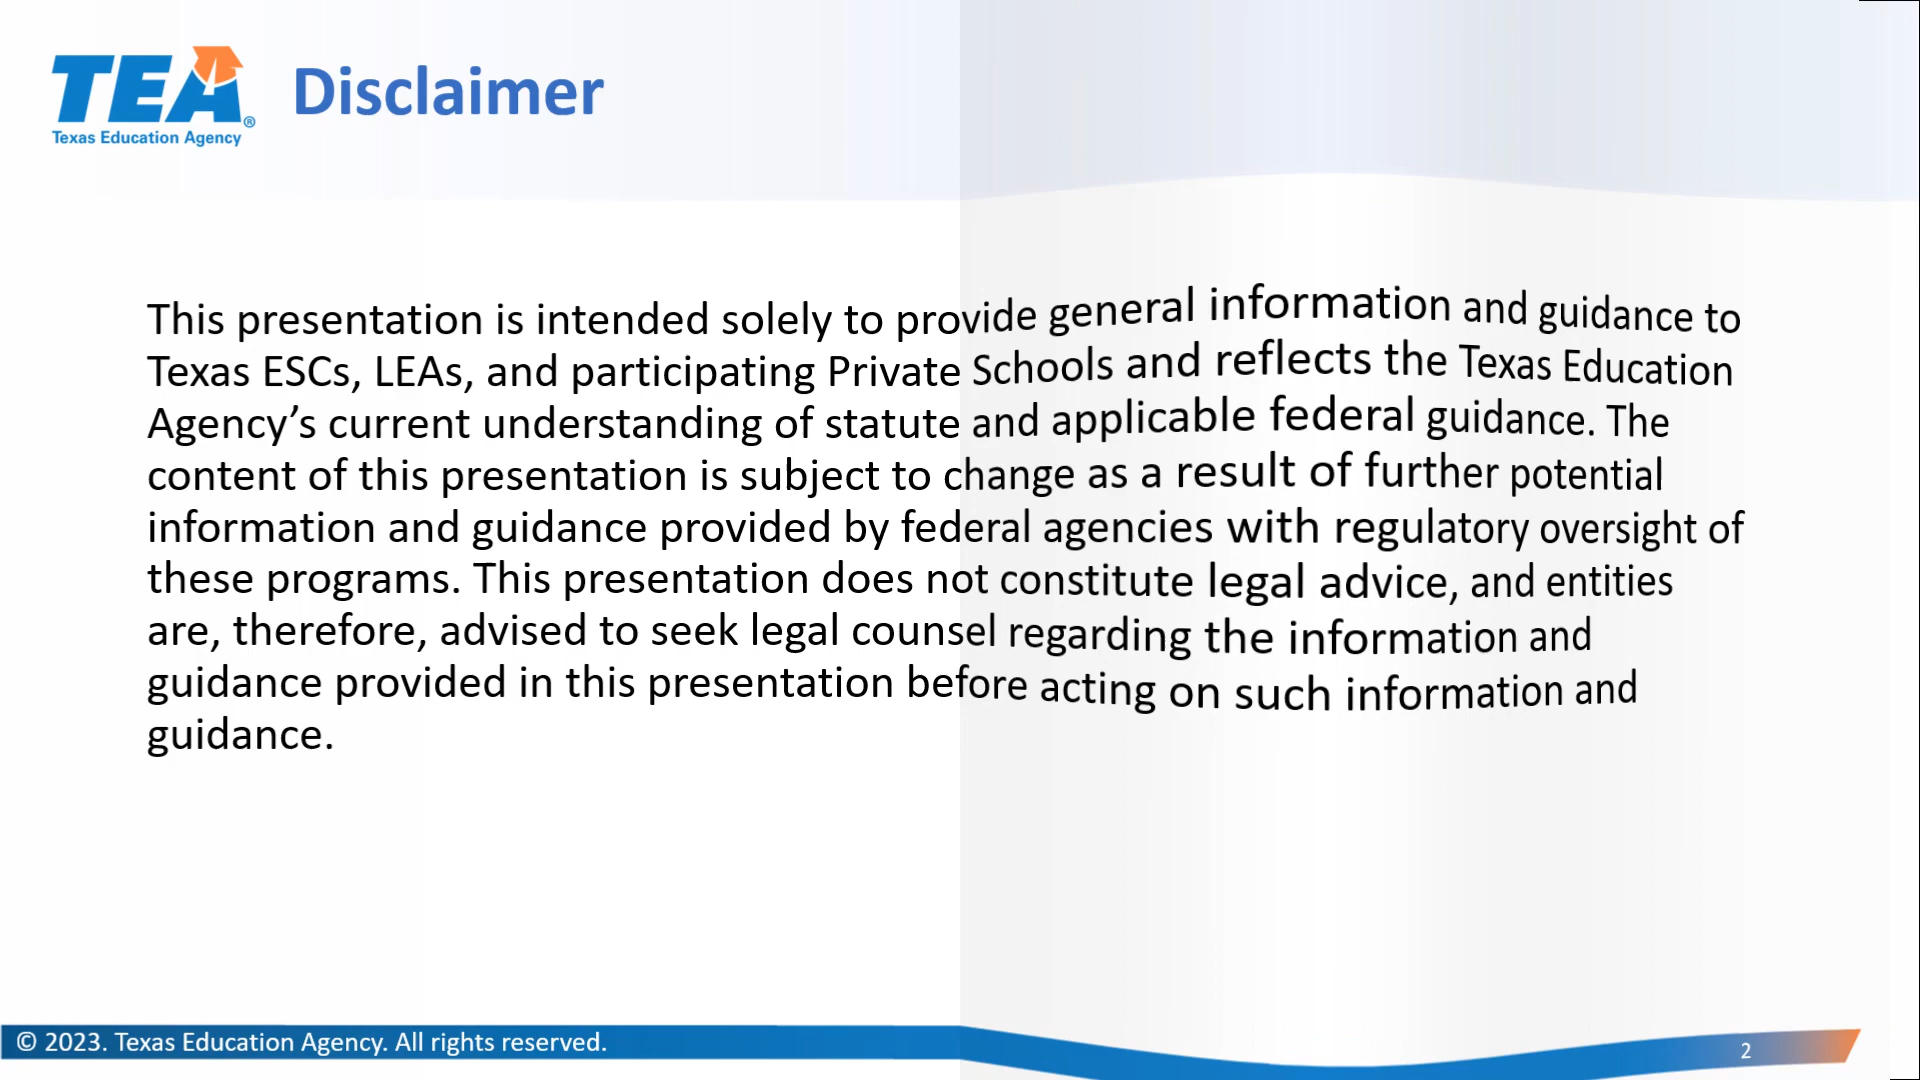 TEA®
Texas Education Agency
Disclaimer
This presentation is intended solely to provide general information and guidance to
Texas ESCs, LEAs, and participating Private Schools and reflects the Texas Education
Agency’s current understanding of statute and applicable federal guidance. The
content of this presentation is subject to change as a result of further potential
information and guidance provided by federal agencies with regulatory oversight of
these programs. This presentation does not constitute legal advice, and entities
are, therefore, advised to seek legal counsel regarding the information and
guidance provided in this presentation before acting on such information and
guidance.
© 2023. Texas Education Agency. All rights reserved.
2